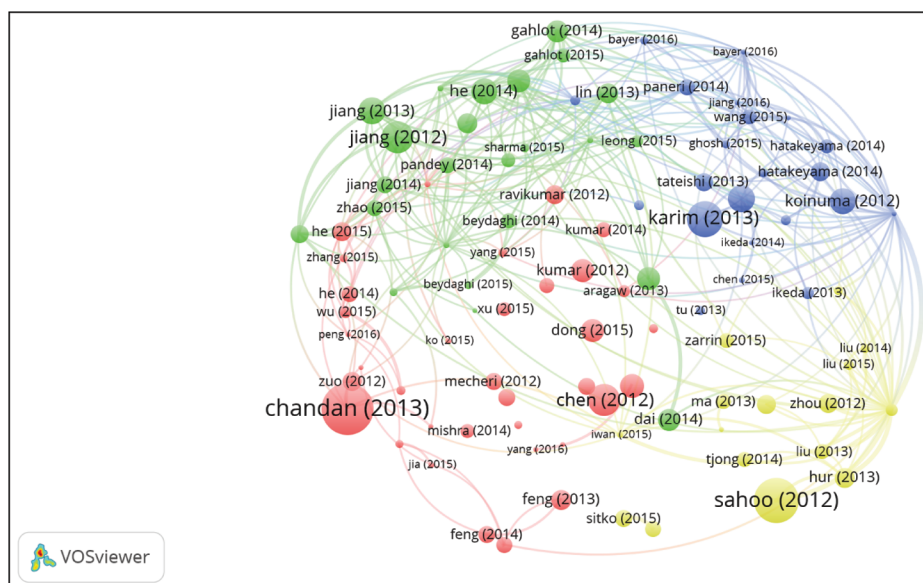 gahlot (2014)
bayer (2016)
gahlot (2015)
bayer (2016)
he (2014)
lin (2013)
paneri (2014)
jiang (2013)
jiang (2016)
wang (2015)
jiang (2012)
sharma (2015)
leong (2015)
ghosh (2015)
hatakeyama (2014)
pandey (2014)
hatakeyama (2014)
jiang (2014)
ravikumar (2012)
tateishi (2013)
zhao (2015)
koinuma (2012)
beydaghi (2014)
karim (2013)
he (2015)
kumar (2014)
ikeda (2014)
zhang (2015)
yang (2015)
kumar (2012)
chen (2015)
beydaghi (2015)
aragaw (2013)
he (2014)
ikeda (2013)
wu (2015)
xu (2015)
tu (2013)
peng (2016)
ko (2015)
dong (2015)
zarrin (2015)
liu (2014)
liu (2015)
zuo (2012)
mecheri (2012)
chandan (2013)
chen (2012)
ma (2013)
zhou (2012)
dai (2014)
mishra (2014)
iwan (2015)
yang (2016)
liu (2013)
jia (2015)
tjong (2014)
hur (2013)
feng (2013)
sahoo (2012)
sitko (2015)
feng (2014)
VOSviewer